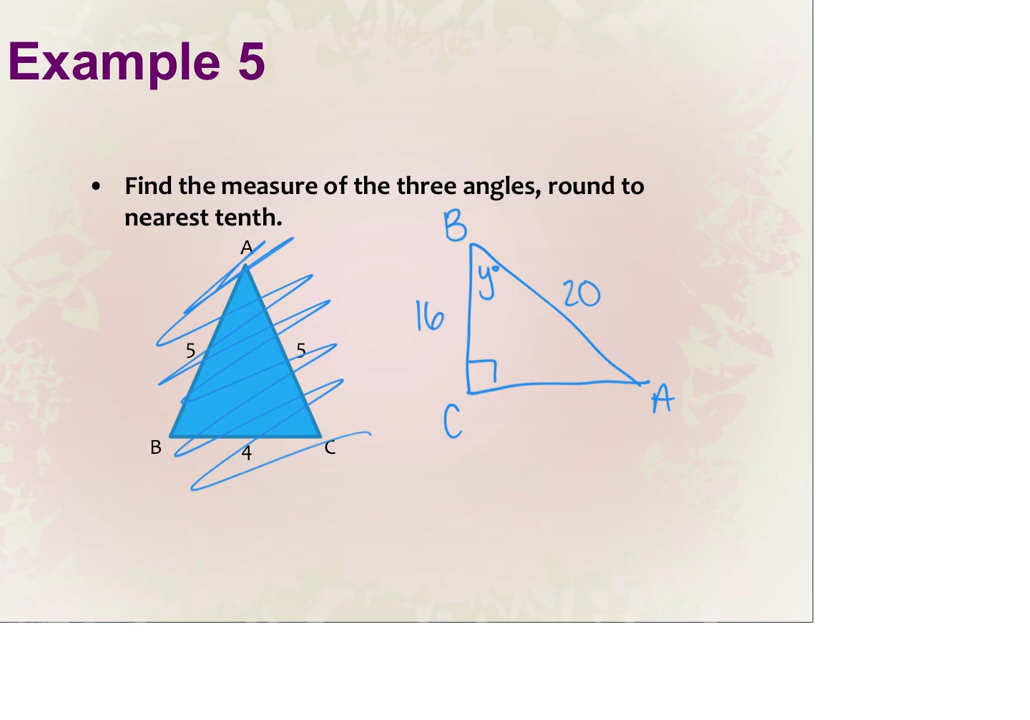 Example 5
• Find the measure of the three angles, round to
nearest tenth.
A
5
5
B
4
C
B
y°
16
20
C
A